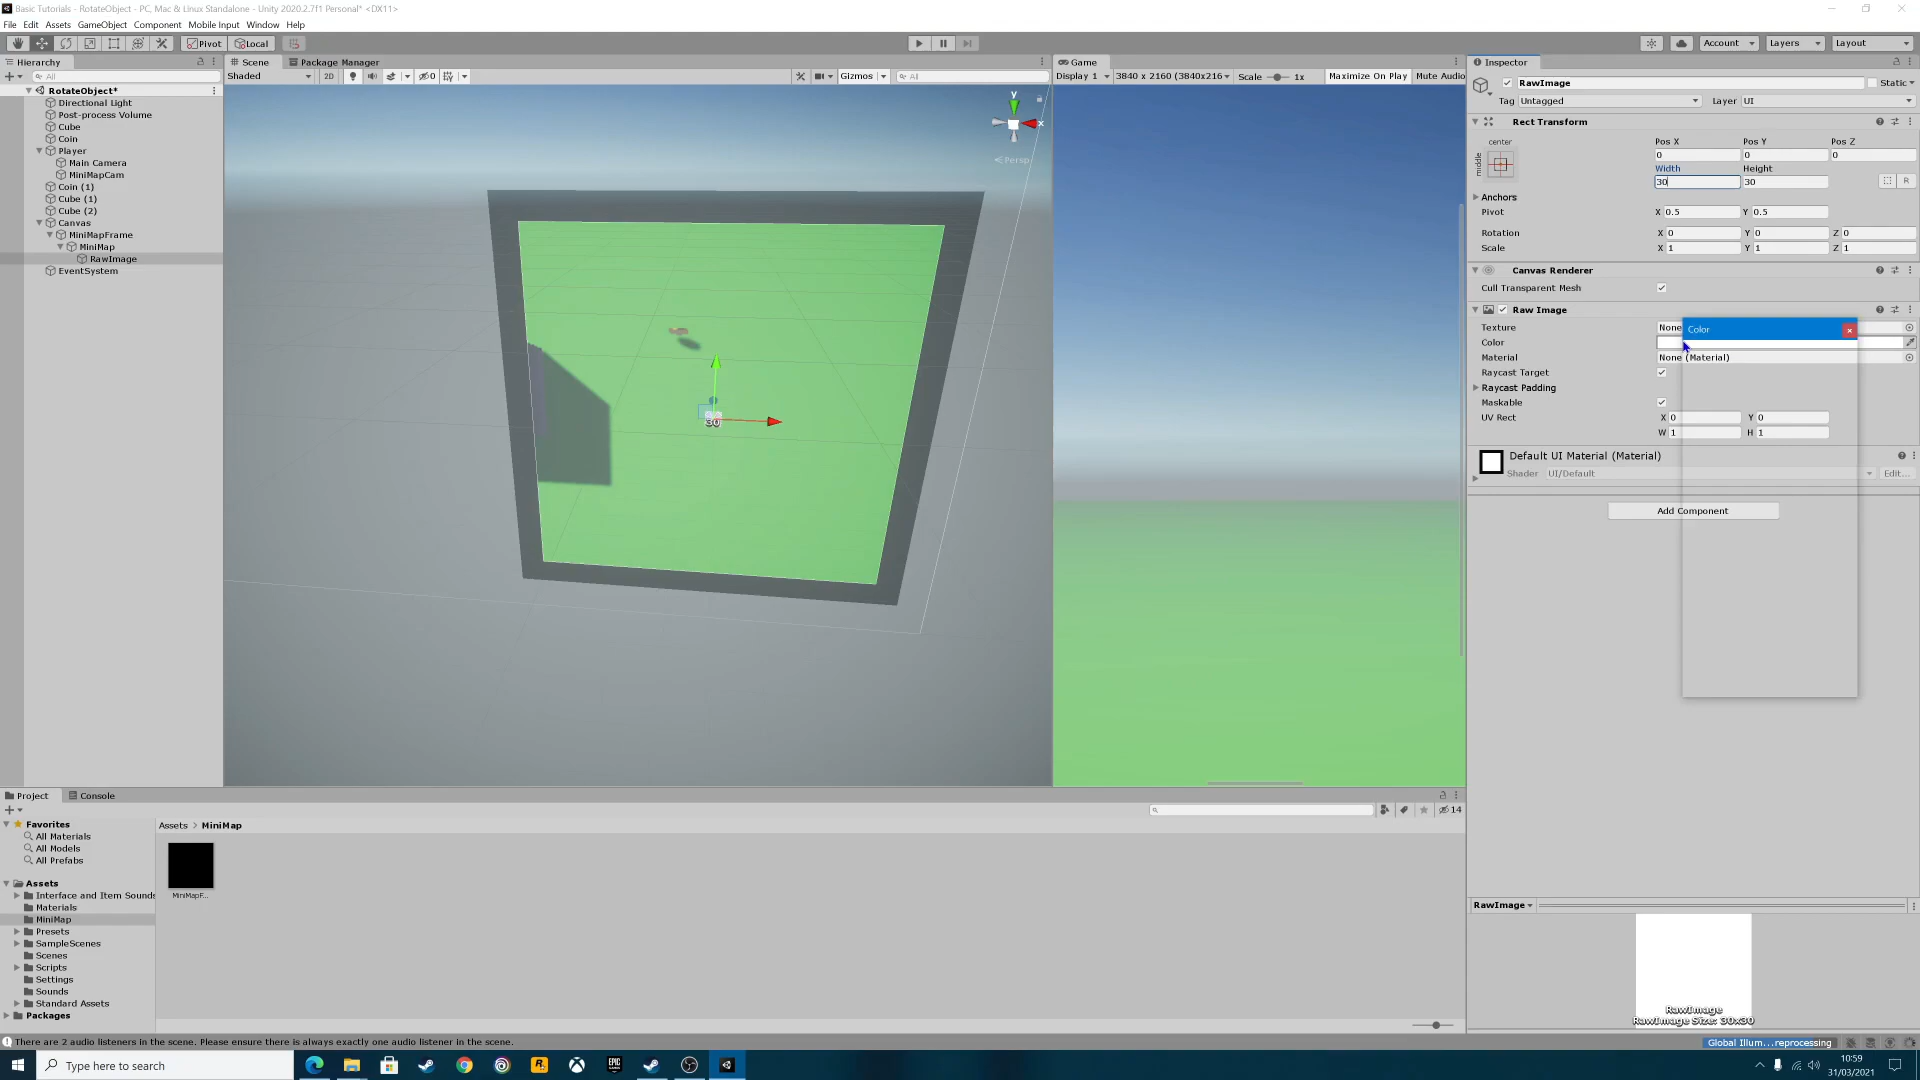 Basic Tutorials - RotateObject - PC, Mac & Linux Standalone - Unity 2020.2.7f1 Personal* <DX11>
File Edit Assets GameObject Component Mobile Input Window Help
Pivot Local Account Layers Layout
Hierarchy
All
RotateObject*
Directional Light
Post-process Volume
Cube
Coin
Player
Main Camera
MiniMapCam
Coin (1)
Cube (1)
Cube (2)
Canvas
MiniMapFrame
MiniMap
RawImage
EventSystem
Scene Package Manager
Shaded 2D 0 Gizmos All
y
x
Persp
30
Game
Display 1 3840 x 2160 (3840x216 Scale 1x Maximize On Play Mute Audio
Inspector
RawImage Static
Tag Untagged Layer UI
Rect Transform
center
middle
Pos X Pos Y Pos Z
0 0 0
Width Height
30 30 R
Anchors
Pivot X 0.5 Y 0.5
Rotation X 0 Y 0 Z 0
Scale X 1 Y 1 Z 1
Canvas Renderer
Cull Transparent Mesh
Raw Image
Texture None
Color
Color
Material None (Material)
Raycast Target
Raycast Padding
Maskable
UV Rect X 0 Y 0
W 1 H 1
Default UI Material (Material)
Shader UI/Default Edit...
Add Component
RawImage
RawImage
RawImage Size: 30x30
Project Console
14
Favorites
All Materials
All Models
All Prefabs
Assets
Interface and Item Sounds
Materials
MiniMap
Presets
SampleScenes
Scenes
Scripts
Settings
Sounds
Standard Assets
Packages
Assets > MiniMap
MiniMapF...
There are 2 audio listeners in the scene. Please ensure there is always exactly one audio listener in the scene.
Global Illum...reprocessing
Type here to search
EPIC GAMES
10:59
31/03/2021